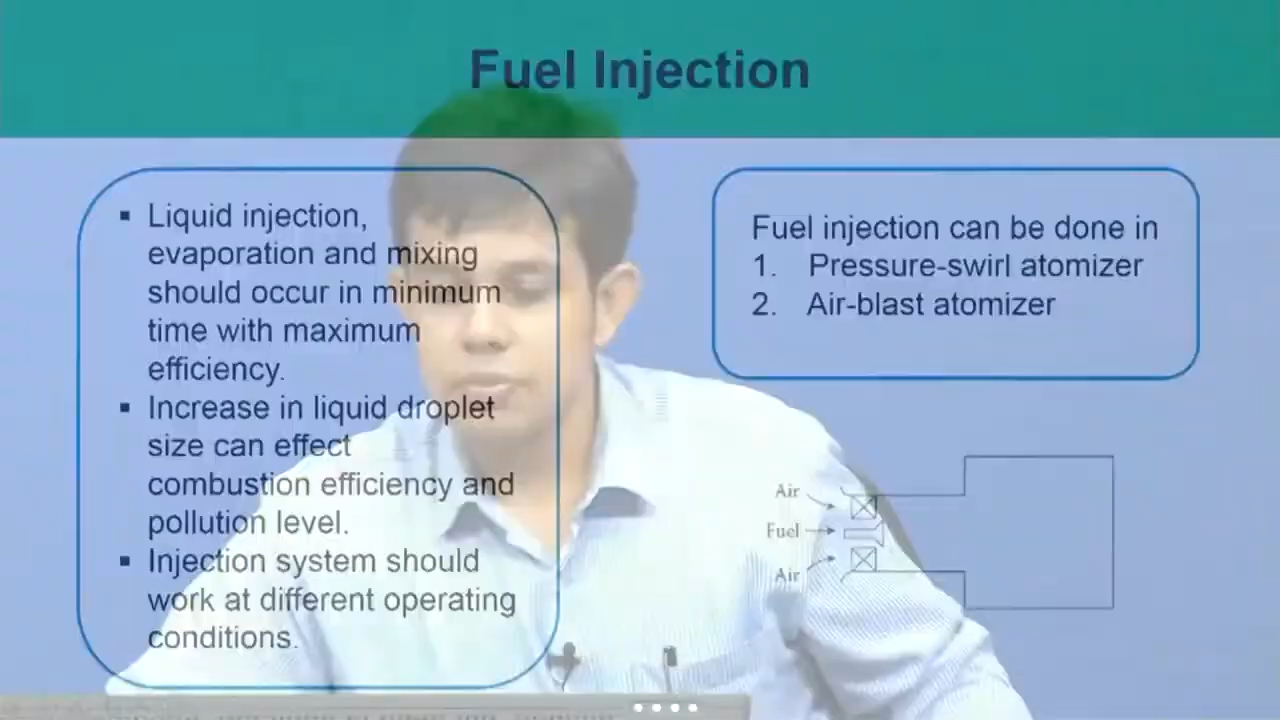 Fuel Injection
▪ Liquid injection,
evaporation and mixing
should occur in minimum
time with maximum
efficiency.
▪ Increase in liquid droplet
size can effect
combustion efficiency and
pollution level.
▪ Injection system should
work at different operating
conditions.
Fuel injection can be done in
1. Pressure-swirl atomizer
2. Air-blast atomizer
Air
Fuel
Air